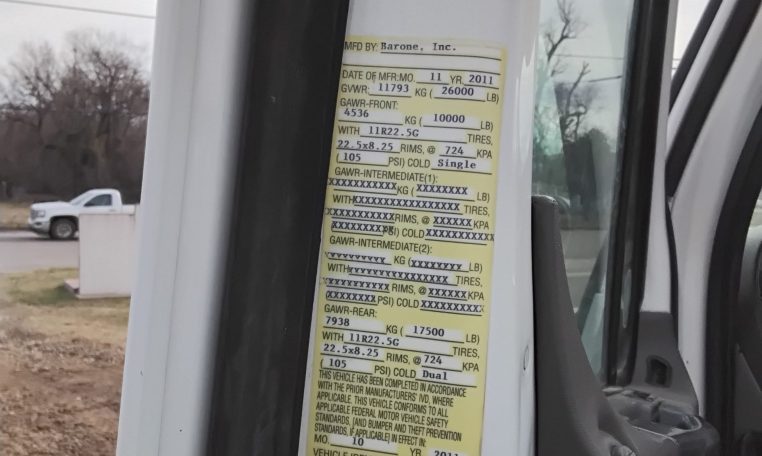 MFD BY: Barone, Inc.
DATE OF MFR:MO. 11 YR. 2011
GVWR: 11793 KG ( 26000 LB)
GAWR-FRONT:
4536 KG ( 10000 LB)
WITH 11R22.5G TIRES,
22.5x8.25 RIMS, @ 724 KPA
( 105 PSI) COLD Single
GAWR-INTERMEDIATE(1):
XXXXXXXXXXX KG ( XXXXXXXX LB)
WITH XXXXXXXXXXXXXXXXX TIRES,
XXXXXXXXXXX RIMS, @ XXXXXX KPA
(XXXXXXXX PSI) COLD XXXXXXXXXXX
GAWR-INTERMEDIATE(2):
XXXXXXXXX KG (XXXXXXXX LB)
WITH XXXXXXXXXXXXXXXX TIRES,
XXXXXXXXXX RIMS, @ XXXXXX KPA
(XXXXXXXX PSI) COLD XXXXXXXXXX
GAWR-REAR:
7938 KG ( 17500 LB)
WITH 11R22.5G TIRES,
22.5x8.25 RIMS, @ 724 KPA
( 105 PSI) COLD Dual
THIS VEHICLE HAS BEEN COMPLETED IN ACCORDANCE
WITH THE PRIOR MANUFACTURERS' IVD, WHERE
APPLICABLE. THIS VEHICLE CONFORMS TO ALL
APPLICABLE FEDERAL MOTOR VEHICLE SAFETY
STANDARDS, [AND BUMPER AND THEFT PREVENTION
STANDARDS, IF APPLICABLE] IN EFFECT IN:
MO. 10 YR. 2011